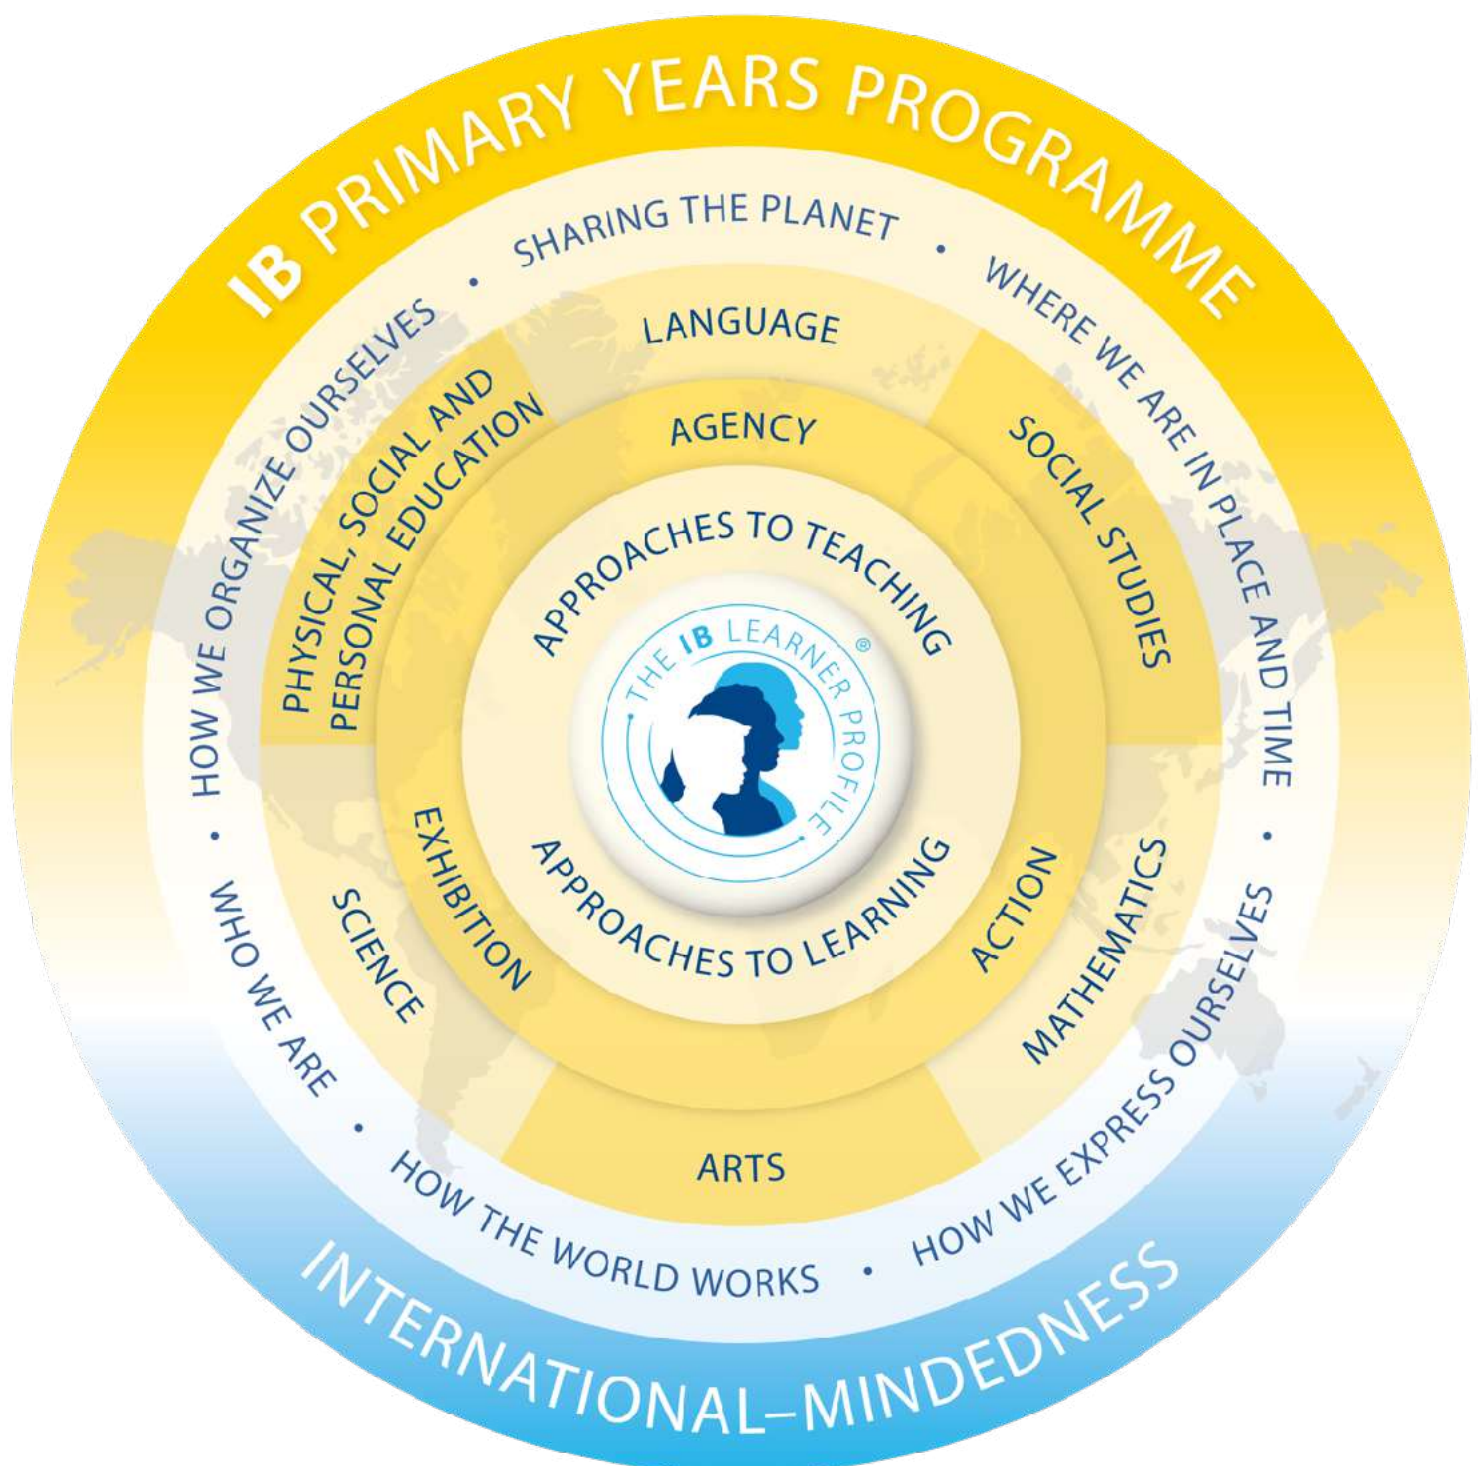 IB PRIMARY YEARS PROGRAMME
SHARING THE PLANET •
WHERE WE ARE IN PLACE AND TIME •
HOW WE EXPRESS OURSELVES •
HOW THE WORLD WORKS •
WHO WE ARE •
HOW WE ORGANIZE OURSELVES •
LANGUAGE
SOCIAL STUDIES
MATHEMATICS
ARTS
SCIENCE
PHYSICAL, SOCIAL AND
PERSONAL EDUCATION
AGENCY
ACTION
EXHIBITION
APPROACHES TO TEACHING
APPROACHES TO LEARNING
THE IB LEARNER PROFILE ®
INTERNATIONAL–MINDEDNESS